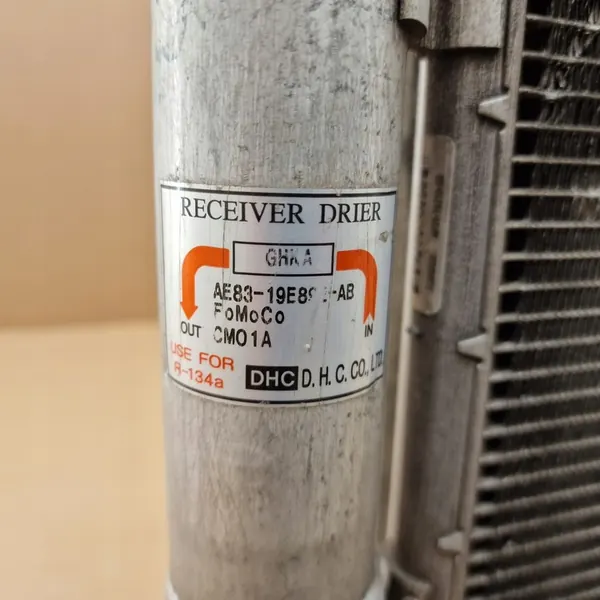 RECEIVER DRIER
GHKA
FoMoCo
OUT CM01A IN
USE FOR
R-134a
DHC D.H.C.CO., LTD.